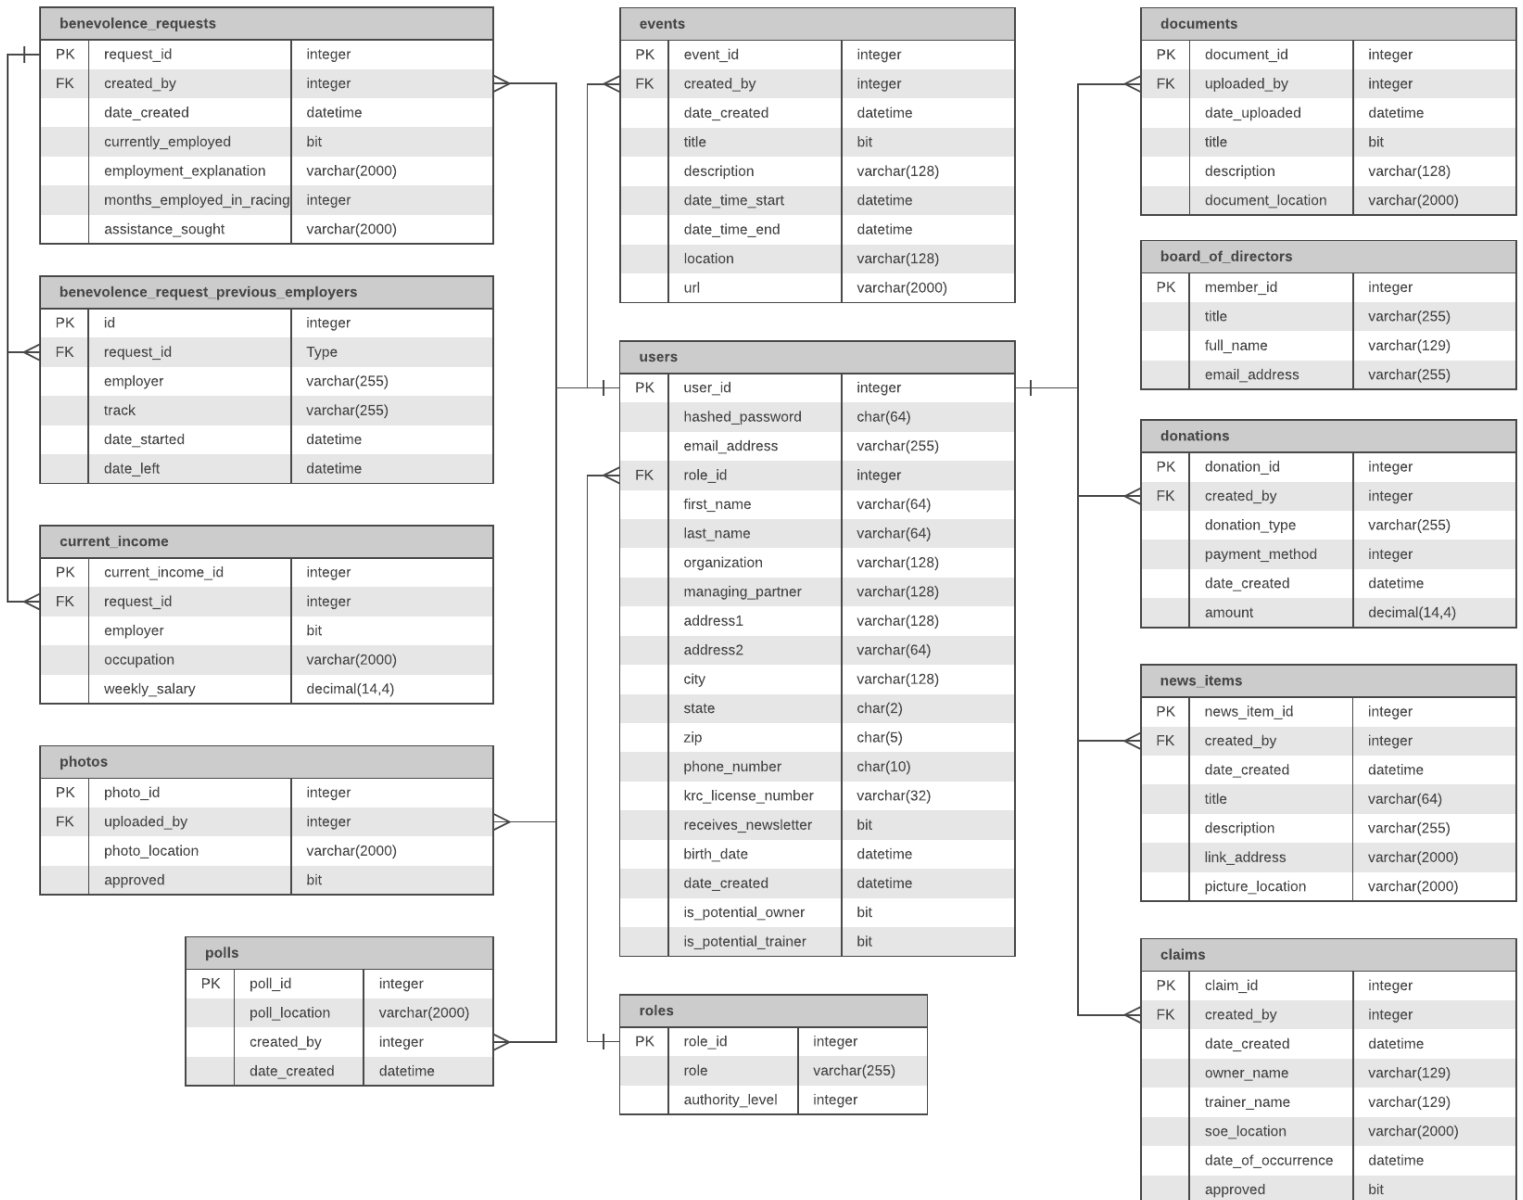 benevolence_requests
PK request_id integer
FK created_by integer
date_created datetime
currently_employed bit
employment_explanation varchar(2000)
months_employed_in_racing integer
assistance_sought varchar(2000)
benevolence_request_previous_employers
PK id integer
FK request_id Type
employer varchar(255)
track varchar(255)
date_started datetime
date_left datetime
current_income
PK current_income_id integer
FK request_id integer
employer bit
occupation varchar(2000)
weekly_salary decimal(14,4)
photos
PK photo_id integer
FK uploaded_by integer
photo_location varchar(2000)
approved bit
polls
PK poll_id integer
poll_location varchar(2000)
created_by integer
date_created datetime
events
PK event_id integer
FK created_by integer
date_created datetime
title bit
description varchar(128)
date_time_start datetime
date_time_end datetime
location varchar(128)
url varchar(2000)
users
PK user_id integer
hashed_password char(64)
email_address varchar(255)
FK role_id integer
first_name varchar(64)
last_name varchar(64)
organization varchar(128)
managing_partner varchar(128)
address1 varchar(128)
address2 varchar(64)
city varchar(128)
state char(2)
zip char(5)
phone_number char(10)
krc_license_number varchar(32)
receives_newsletter bit
birth_date datetime
date_created datetime
is_potential_owner bit
is_potential_trainer bit
roles
PK role_id integer
role varchar(255)
authority_level integer
documents
PK document_id integer
FK uploaded_by integer
date_uploaded datetime
title bit
description varchar(128)
document_location varchar(2000)
board_of_directors
PK member_id integer
title varchar(255)
full_name varchar(129)
email_address varchar(255)
donations
PK donation_id integer
FK created_by integer
donation_type varchar(255)
payment_method integer
date_created datetime
amount decimal(14,4)
news_items
PK news_item_id integer
FK created_by integer
date_created datetime
title varchar(64)
description varchar(255)
link_address varchar(2000)
picture_location varchar(2000)
claims
PK claim_id integer
FK created_by integer
date_created datetime
owner_name varchar(129)
trainer_name varchar(129)
soe_location varchar(2000)
date_of_occurrence datetime
approved bit